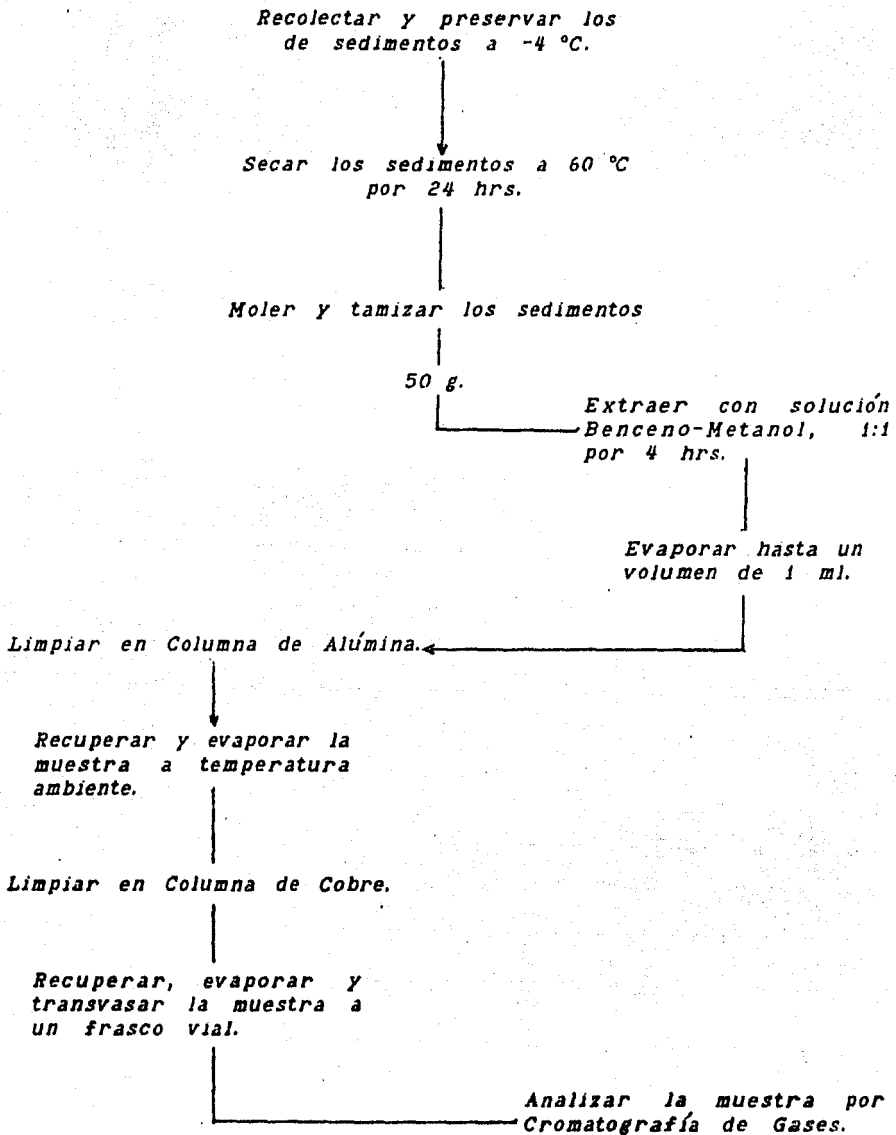 Recolectar y preservar los
de sedimentos a -4 °C.
Secar los sedimentos a 60 °C
por 24 hrs.
Moler y tamizar los sedimentos
50 g.
Extraer con solución
Benceno-Metanol, 1:1
por 4 hrs.
Evaporar hasta un
volumen de 1 ml.
Limpiar en Columna de Alúmina.
Recuperar y evaporar la
muestra a temperatura
ambiente.
Limpiar en Columna de Cobre.
Recuperar, evaporar y
transvasar la muestra a
un frasco vial.
Analizar la muestra por
Cromatografía de Gases.